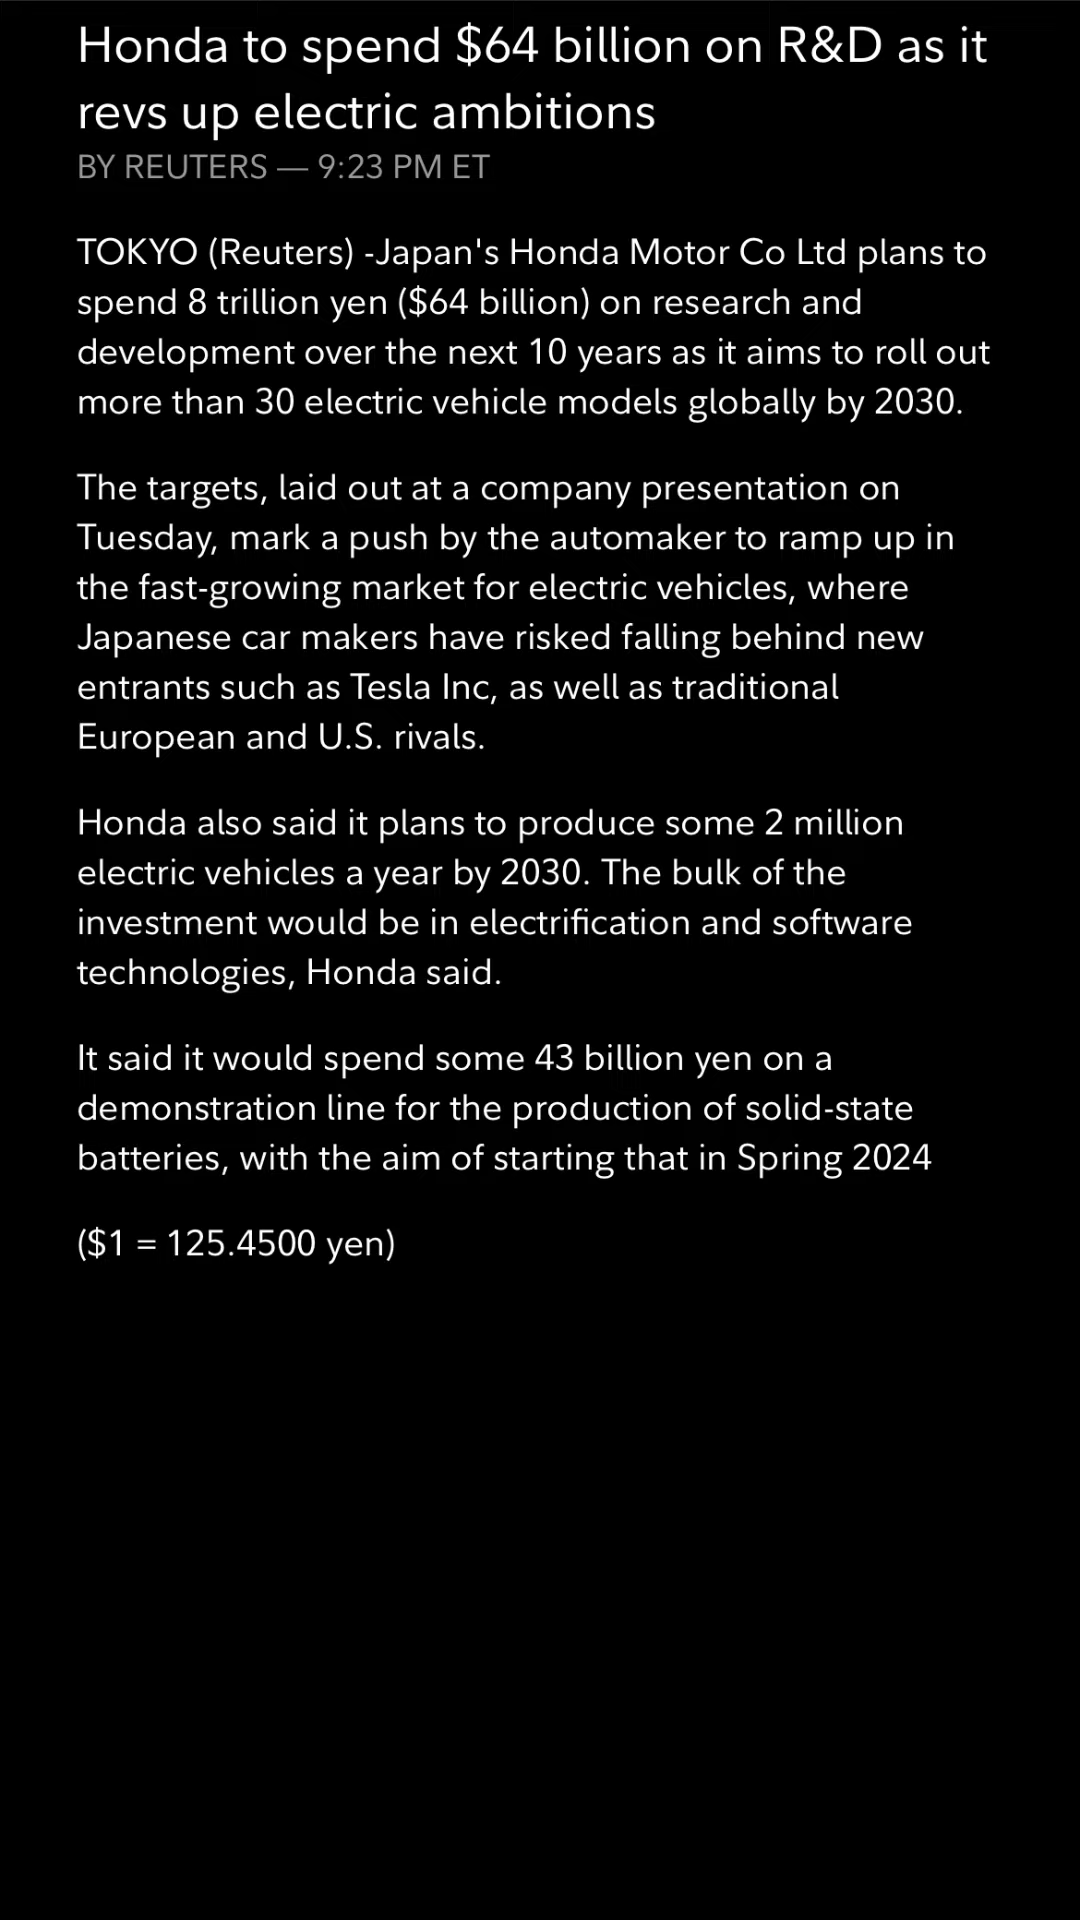 Honda to spend $64 billion on R&D as it
revs up electric ambitions
BY REUTERS — 9:23 PM ET
TOKYO (Reuters) -Japan's Honda Motor Co Ltd plans to
spend 8 trillion yen ($64 billion) on research and
development over the next 10 years as it aims to roll out
more than 30 electric vehicle models globally by 2030.
The targets, laid out at a company presentation on
Tuesday, mark a push by the automaker to ramp up in
the fast-growing market for electric vehicles, where
Japanese car makers have risked falling behind new
entrants such as Tesla Inc, as well as traditional
European and U.S. rivals.
Honda also said it plans to produce some 2 million
electric vehicles a year by 2030. The bulk of the
investment would be in electrification and software
technologies, Honda said.
It said it would spend some 43 billion yen on a
demonstration line for the production of solid-state
batteries, with the aim of starting that in Spring 2024
($1 = 125.4500 yen)